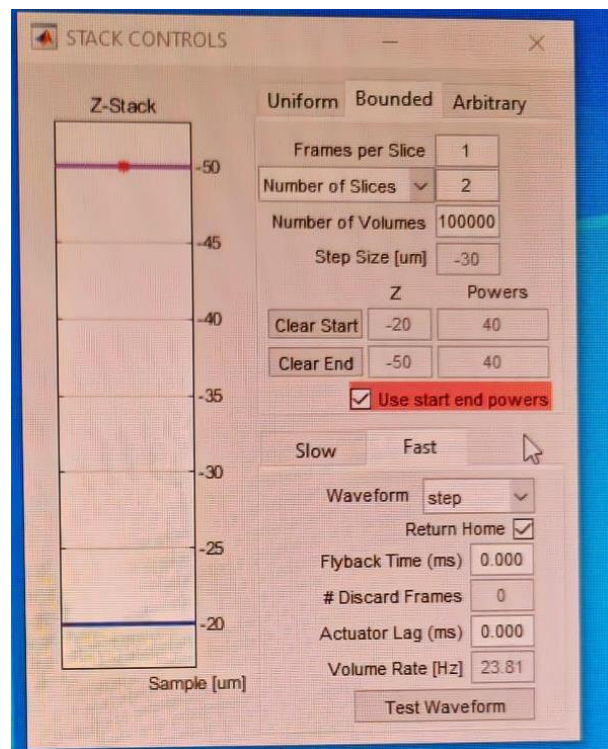 STACK CONTROLS
Z-Stack
-50
-45
-40
-35
-30
-25
-20
Sample [um]
Uniform Bounded Arbitrary
Frames per Slice 1
Number of Slices 2
Number of Volumes 100000
Step Size [um] -30
Z Powers
Clear Start -20 40
Clear End -50 40
Use start end powers
Slow Fast
Waveform step
Return Home
Flyback Time (ms) 0.000
# Discard Frames 0
Actuator Lag (ms) 0.000
Volume Rate [Hz] 23.81
Test Waveform